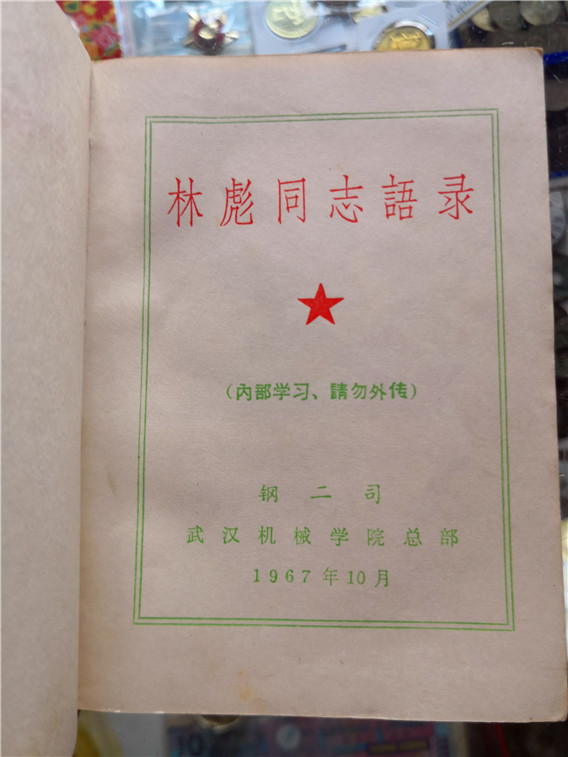 林彪同志語录
（內部学习、請勿外传）
钢二司
武汉机械学院总部
1967年10月